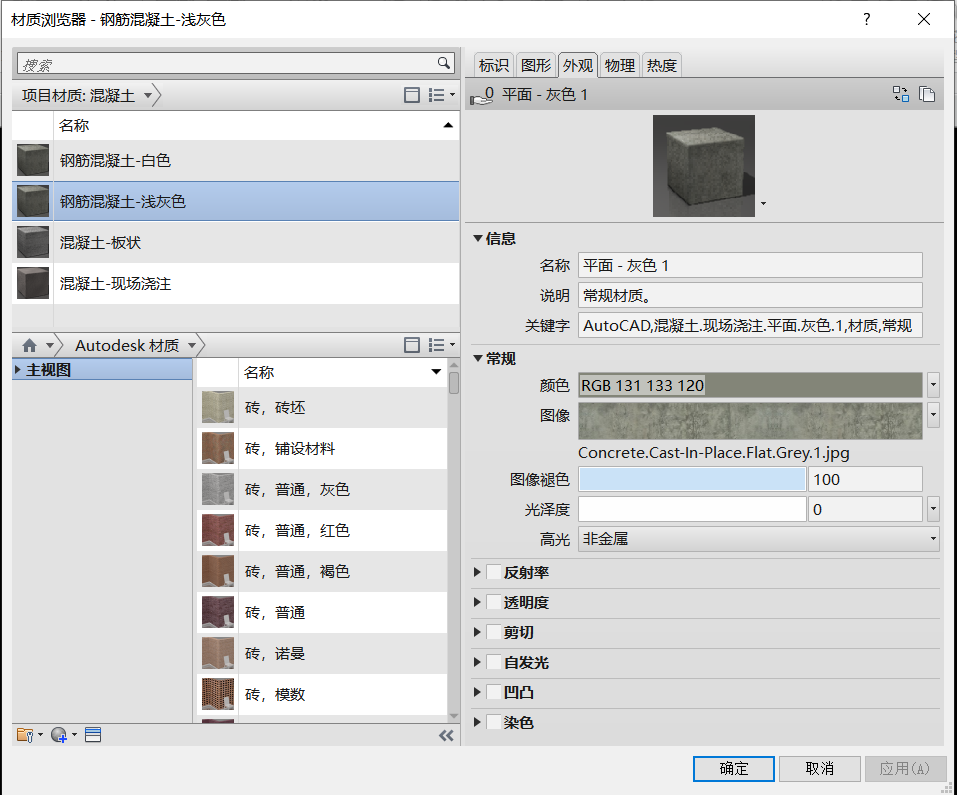 材质浏览器 - 钢筋混凝土-浅灰色
?
搜索
项目材质: 混凝土
名称
钢筋混凝土-白色
钢筋混凝土-浅灰色
混凝土-板状
混凝土-现场浇注
Autodesk 材质
主视图
名称
砖，砖坯
砖，铺设材料
砖，普通，灰色
砖，普通，红色
砖，普通，褐色
砖，普通
砖，诺曼
砖，模数
标识 图形 外观 物理 热度
0 平面 - 灰色 1
信息
名称 平面 - 灰色 1
说明 常规材质。
关键字 AutoCAD,混凝土.现场浇注.平面.灰色.1,材质,常规
常规
颜色 RGB 131 133 120
图像
Concrete.Cast-In-Place.Flat.Grey.1.jpg
图像褪色 100
光泽度 0
高光 非金属
反射率
透明度
剪切
自发光
凹凸
染色
确定 取消 应用(A)